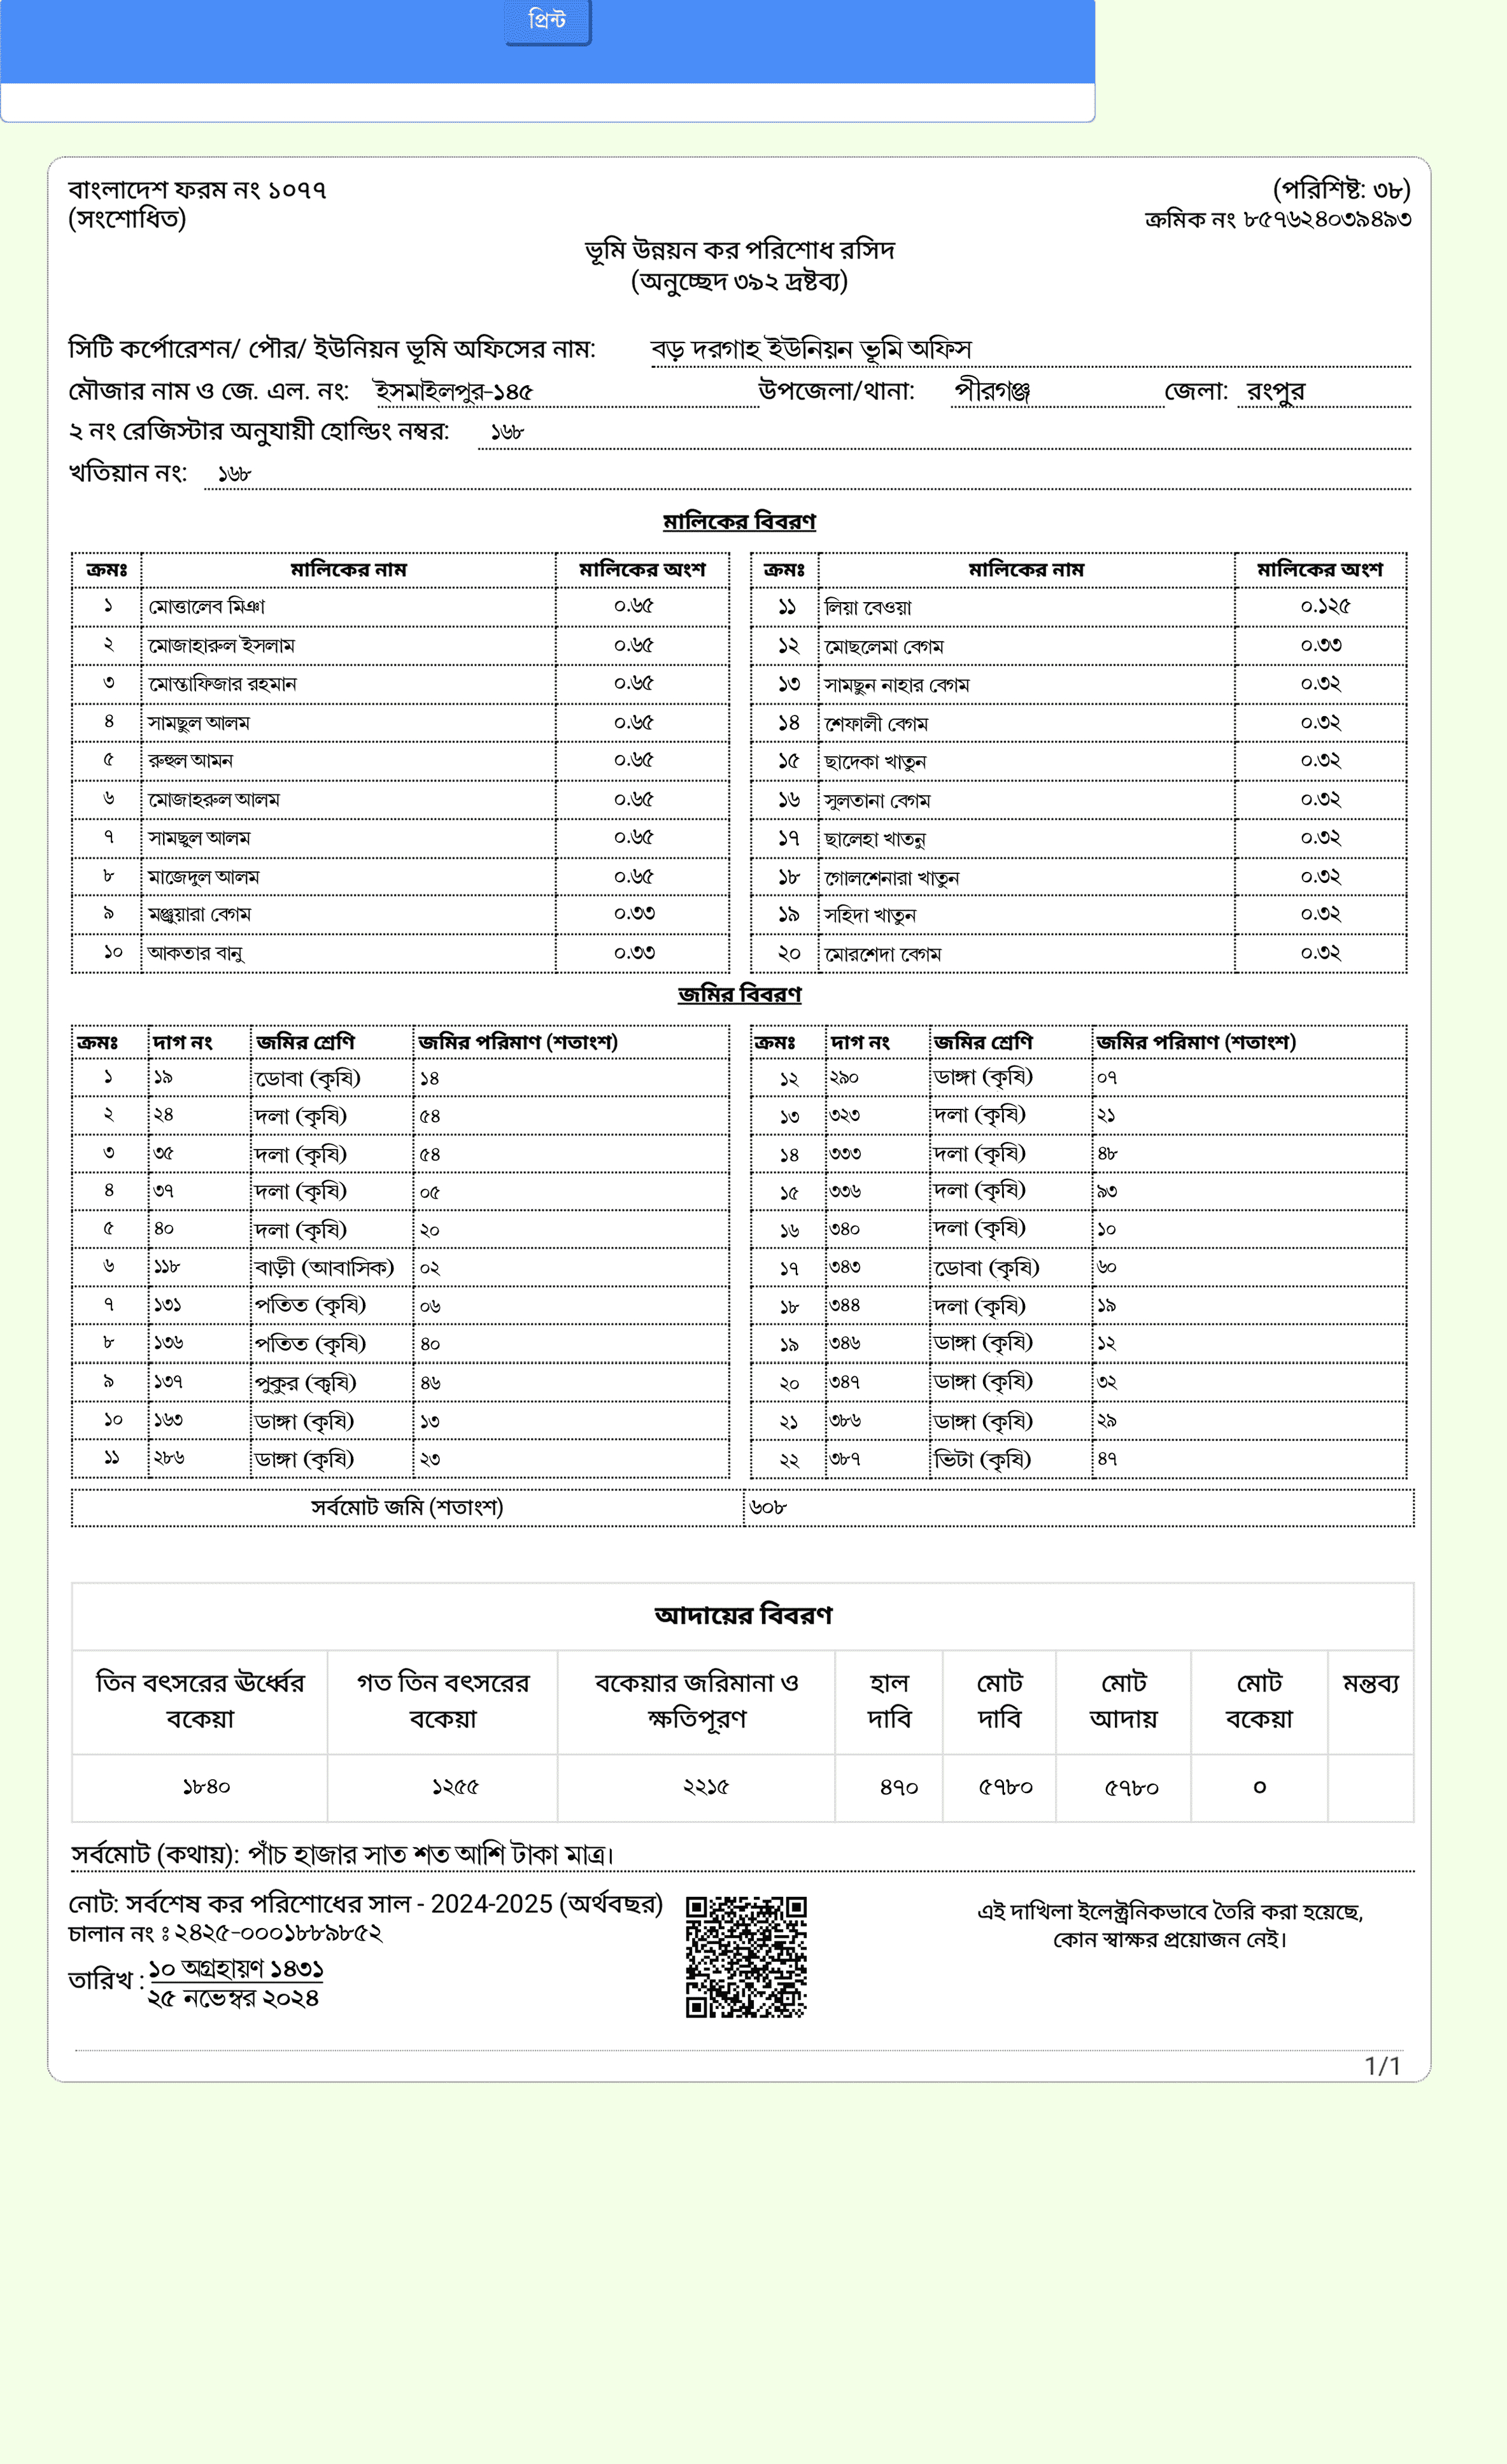 প্রিন্ট
বাংলাদেশ ফরম নং ১০৭৭
(সংশোধিত)
(পরিশিষ্ট: ৩৮)
ক্রমিক নং ৮৫৭৬২৪০৩৯৪৯৩
ভূমি উন্নয়ন কর পরিশোধ রসিদ
(অনুচ্ছেদ ৩৯২ দ্রষ্টব্য)
সিটি কর্পোরেশন/ পৌর/ ইউনিয়ন ভূমি অফিসের নাম: বড় দরগাহ ইউনিয়ন ভূমি অফিস
মৌজার নাম ও জে. এল. নং: ইসমাইলপুর-১৪৫ উপজেলা/থানা: পীরগঞ্জ জেলা: রংপুর
২ নং রেজিস্টার অনুযায়ী হোল্ডিং নম্বর: ১৬৮
খতিয়ান নং: ১৬৮
মালিকের বিবরণ
ক্রমঃ মালিকের নাম মালিকের অংশ
১ মোত্তালেব মিঞা ০.৬৫
২ মোজাহারুল ইসলাম ০.৬৫
৩ মোস্তাফিজার রহমান ০.৬৫
৪ সামছুল আলম ০.৬৫
৫ রুহুল আমন ০.৬৫
৬ মোজাহরুল আলম ০.৬৫
৭ সামছুল আলম ০.৬৫
৮ মাজেদুল আলম ০.৬৫
৯ মঞ্জুয়ারা বেগম ০.৩৩
১০ আকতার বানু ০.৩৩
ক্রমঃ মালিকের নাম মালিকের অংশ
১১ লিয়া বেওয়া ০.১২৫
১২ মোছলেমা বেগম ০.৩৩
১৩ সামছুন নাহার বেগম ০.৩২
১৪ শেফালী বেগম ০.৩২
১৫ ছাদেকা খাতুন ০.৩২
১৬ সুলতানা বেগম ০.৩২
১৭ ছালেহা খাতনু ০.৩২
১৮ গোলশেনারা খাতুন ০.৩২
১৯ সহিদা খাতুন ০.৩২
২০ মোরশেদা বেগম ০.৩২
জমির বিবরণ
ক্রমঃ দাগ নং জমির শ্রেণি জমির পরিমাণ (শতাংশ)
১ ১৯ ডোবা (কৃষি) ১৪
২ ২৪ দলা (কৃষি) ৫৪
৩ ৩৫ দলা (কৃষি) ৫৪
৪ ৩৭ দলা (কৃষি) ০৫
৫ ৪০ দলা (কৃষি) ২০
৬ ১১৮ বাড়ী (আবাসিক) ০২
৭ ১৩১ পতিত (কৃষি) ০৬
৮ ১৩৬ পতিত (কৃষি) ৪০
৯ ১৩৭ পুকুর (কৃষি) ৪৬
১০ ১৬৩ ডাঙ্গা (কৃষি) ১৩
১১ ২৮৬ ডাঙ্গা (কৃষি) ২৩
ক্রমঃ দাগ নং জমির শ্রেণি জমির পরিমাণ (শতাংশ)
১২ ২৯০ ডাঙ্গা (কৃষি) ০৭
১৩ ৩২৩ দলা (কৃষি) ২১
১৪ ৩৩৩ দলা (কৃষি) ৪৮
১৫ ৩৩৬ দলা (কৃষি) ৯৩
১৬ ৩৪০ দলা (কৃষি) ১০
১৭ ৩৪৩ ডোবা (কৃষি) ৬০
১৮ ৩৪৪ দলা (কৃষি) ১৯
১৯ ৩৪৬ ডাঙ্গা (কৃষি) ১২
২০ ৩৪৭ ডাঙ্গা (কৃষি) ৩২
২১ ৩৮৬ ডাঙ্গা (কৃষি) ২৯
২২ ৩৮৭ ভিটা (কৃষি) ৪৭
সর্বমোট জমি (শতাংশ) ৬০৮
আদায়ের বিবরণ
তিন বৎসরের ঊর্ধ্বের বকেয়া গত তিন বৎসরের বকেয়া বকেয়ার জরিমানা ও ক্ষতিপূরণ হাল দাবি মোট দাবি মোট আদায় মোট বকেয়া মন্তব্য
১৮৪০ ১২৫৫ ২২১৫ ৪৭০ ৫৭৮০ ৫৭৮০ ০
সর্বমোট (কথায়): পাঁচ হাজার সাত শত আশি টাকা মাত্র।
নোট: সর্বশেষ কর পরিশোধের সাল - 2024-2025 (অর্থবছর)
চালান নং : ২৪২৫-০০০১৮৮৯৮৫২
তারিখ : ১০ অগ্রহায়ণ ১৪৩১
২৫ নভেম্বর ২০২৪
এই দাখিলা ইলেক্ট্রনিকভাবে তৈরি করা হয়েছে,
কোন স্বাক্ষর প্রয়োজন নেই।
1/1